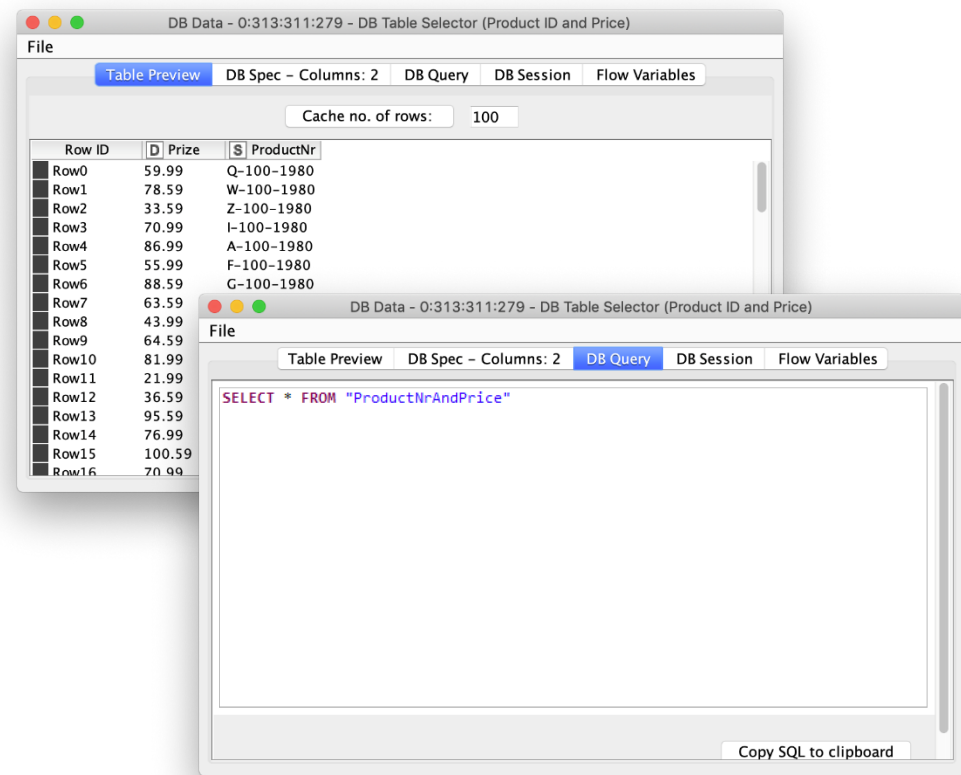 DB Data - 0:313:311:279 - DB Table Selector (Product ID and Price)
File
Table Preview DB Spec - Columns: 2 DB Query DB Session Flow Variables
Cache no. of rows: 100
Row ID D Prize S ProductNr
Row0 59.99 Q-100-1980
Row1 78.59 W-100-1980
Row2 33.59 Z-100-1980
Row3 70.99 I-100-1980
Row4 86.99 A-100-1980
Row5 55.99 F-100-1980
Row6 88.59 G-100-1980
Row7 63.59
Row8 43.99
Row9 64.59
Row10 81.99
Row11 21.99
Row12 36.59
Row13 95.59
Row14 76.99
Row15 100.59
Row16 70.99
DB Data - 0:313:311:279 - DB Table Selector (Product ID and Price)
File
Table Preview DB Spec - Columns: 2 DB Query DB Session Flow Variables
SELECT * FROM "ProductNrAndPrice"
Copy SQL to clipboard